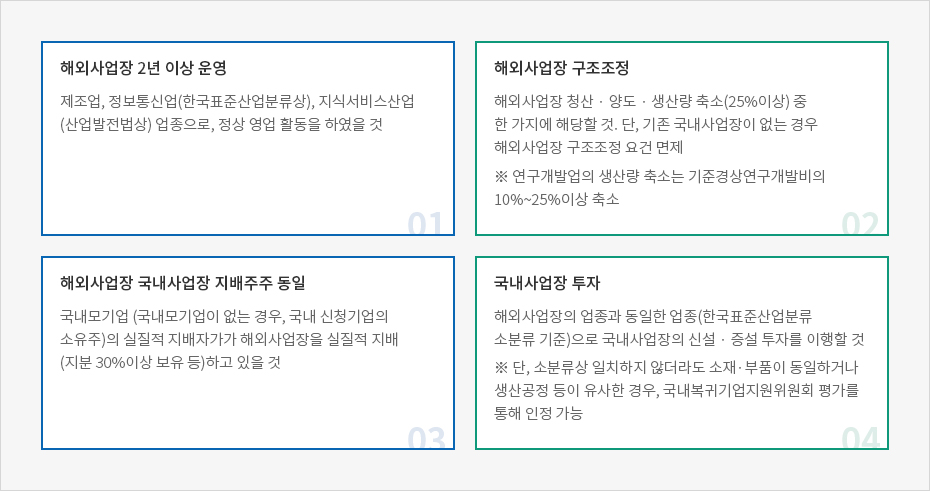 해외사업장 2년 이상 운영
제조업, 정보통신업(한국표준산업분류상), 지식서비스산업
(산업발전법상) 업종으로, 정상 영업 활동을 하였을 것
01
해외사업장 구조조정
해외사업장 청산 · 양도 · 생산량 축소(25%이상) 중
한 가지에 해당할 것. 단, 기존 국내사업장이 없는 경우
해외사업장 구조조정 요건 면제
※ 연구개발업의 생산량 축소는 기준경상연구개발비의
10%~25%이상 축소
02
해외사업장 국내사업장 지배주주 동일
국내모기업 (국내모기업이 없는 경우, 국내 신청기업의
소유주)의 실질적 지배자가가 해외사업장을 실질적 지배
(지분 30%이상 보유 등)하고 있을 것
03
국내사업장 투자
해외사업장의 업종과 동일한 업종(한국표준산업분류
소분류 기준)으로 국내사업장의 신설 · 증설 투자를 이행할 것
※ 단, 소분류상 일치하지 않더라도 소재·부품이 동일하거나
생산공정 등이 유사한 경우, 국내복귀기업지원위원회 평가를
통해 인정 가능
04